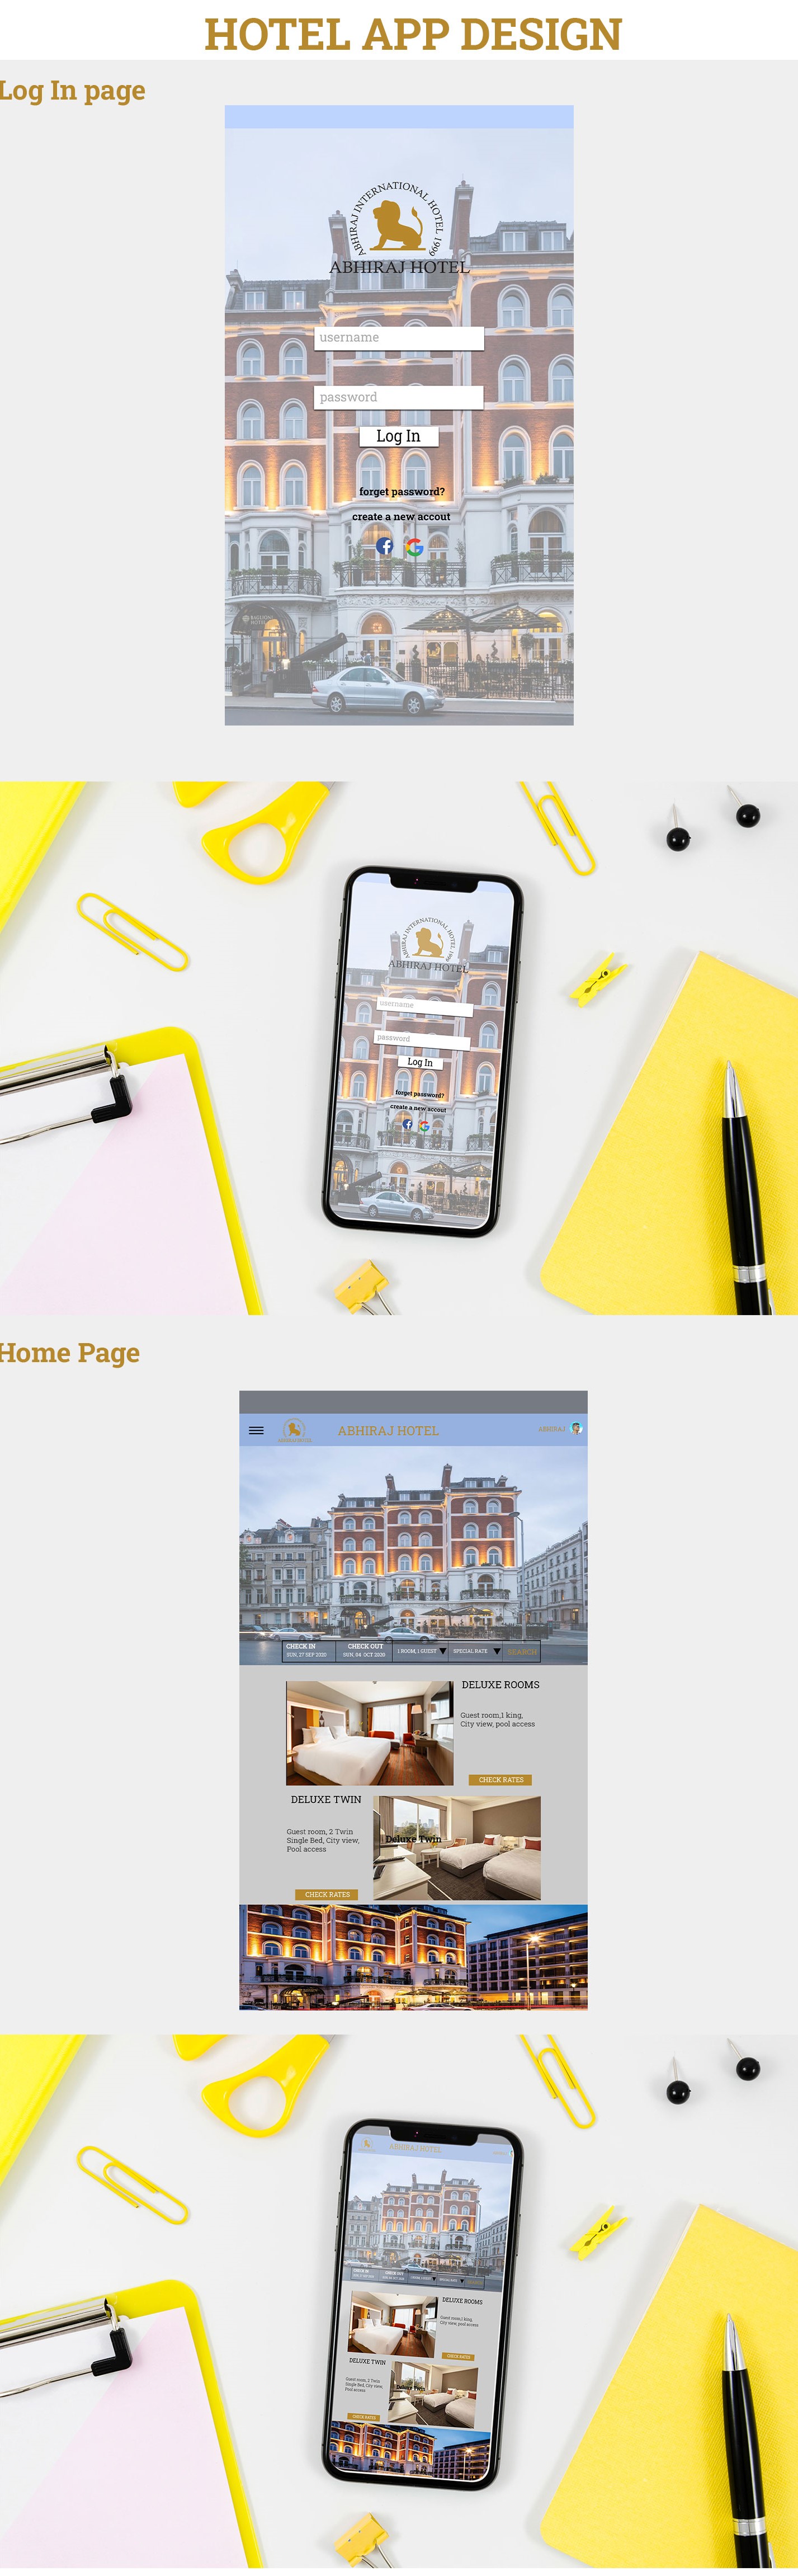 HOTEL APP DESIGN
Log In page
ABHIRAJ INTERNATIONAL HOTEL 1999
ABHIRAJ HOTEL
username
password
Log In
forget password?
create a new accout
ABHIRAJ INTERNATIONAL HOTEL 1999
ABHIRAJ HOTEL
username
password
Log In
forget password?
create a new accout
Home Page
ABHIRAJ HOTEL
ABHIRAJ
CHECK IN
SUN, 27 SEP 2020
CHECK OUT
SUN, 04 OCT 2020
1 ROOM, 1 GUEST
SPECIAL RATE
SEARCH
DELUXE ROOMS
Guest room,1 king,
City view, pool access
CHECK RATES
DELUXE TWIN
Guest room, 2 Twin
Single Bed, City view,
Pool access
Deluxe Twin
CHECK RATES
ABHIRAJ HOTEL
CHECK IN
CHECK OUT
DELUXE ROOMS
Guest room,1 king,
City view, pool access
CHECK RATES
DELUXE TWIN
Guest room, 2 Twin
Single Bed, City view,
Pool access
Deluxe Twin
CHECK RATES